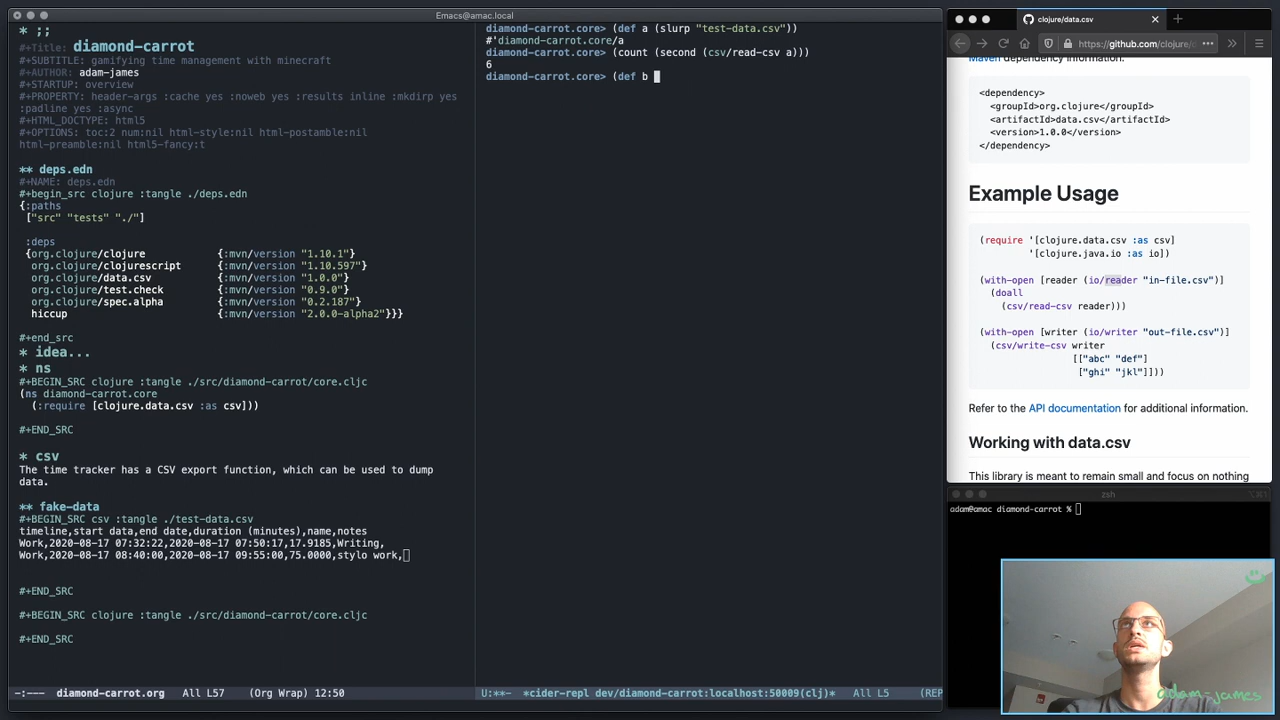 Emacs@amac.local
* ;;
#+Title: diamond-carrot
#+SUBTITLE: gamifying time management with minecraft
#+AUTHOR: adam-james
#+STARTUP: overview
#+PROPERTY: header-args :cache yes :noweb yes :results inline :mkdirp yes
:padline yes :async
#+HTML_DOCTYPE: html5
#+OPTIONS: toc:2 num:nil html-style:nil html-postamble:nil
html-preamble:nil html5-fancy:t
** deps.edn
#+NAME: deps.edn
#+begin_src clojure :tangle ./deps.edn
{:paths
["src" "tests" "./"]
:deps
{org.clojure/clojure {:mvn/version "1.10.1"}
org.clojure/clojurescript {:mvn/version "1.10.597"}
org.clojure/data.csv {:mvn/version "1.0.0"}
org.clojure/test.check {:mvn/version "0.9.0"}
org.clojure/spec.alpha {:mvn/version "0.2.187"}
hiccup {:mvn/version "2.0.0-alpha2"}}}
#+end_src
* idea...
* ns
#+BEGIN_SRC clojure :tangle ./src/diamond-carrot/core.cljc
(ns diamond-carrot.core
(:require [clojure.data.csv :as csv]))
#+END_SRC
* csv
The time tracker has a CSV export function, which can be used to dump
data.
** fake-data
#+BEGIN_SRC csv :tangle ./test-data.csv
timeline,start data,end date,duration (minutes),name,notes
Work,2020-08-17 07:32:22,2020-08-17 07:50:17,17.9185,Writing,
Work,2020-08-17 08:40:00,2020-08-17 09:55:00,75.0000,stylo work,
#+END_SRC
#+BEGIN_SRC clojure :tangle ./src/diamond-carrot/core.cljc
#+END_SRC
-:--- diamond-carrot.org All L57 (Org Wrap) 12:50
diamond-carrot.core> (def a (slurp "test-data.csv"))
#'diamond-carrot.core/a
diamond-carrot.core> (count (second (csv/read-csv a)))
6
diamond-carrot.core> (def b
U:**- *cider-repl dev/diamond-carrot:localhost:50009(clj)* All L5 (REP
clojure/data.csv
https://github.com/clojure/
Maven dependency information.
<dependency>
<groupId>org.clojure</groupId>
<artifactId>data.csv</artifactId>
<version>1.0.0</version>
</dependency>
Example Usage
(require '[clojure.data.csv :as csv]
'[clojure.java.io :as io])
(with-open [reader (io/reader "in-file.csv")]
(doall
(csv/read-csv reader)))
(with-open [writer (io/writer "out-file.csv")]
(csv/write-csv writer
[["abc" "def"]
["ghi" "jkl"]]))
Refer to the API documentation for additional information.
Working with data.csv
This library is meant to remain small and focus on nothing
zsh
⌥⌘1
adam@amac diamond-carrot %
adam-james